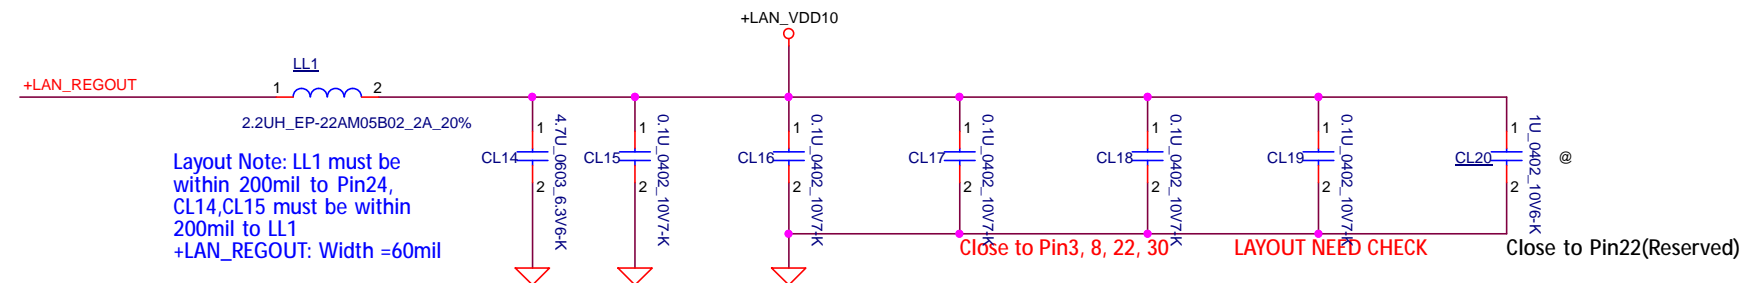 +LAN_VDD10
+LAN_REGOUT
LL1
1
2
2.2UH_EP-22AM05B02_2A_20%
Layout Note: LL1 must be
within 200mil to Pin24,
CL14,CL15 must be within
200mil to LL1
+LAN_REGOUT: Width =60mil
CL14
1
2
4.7U_0603_6.3V6-K
CL15
1
2
0.1U_0402_10V7-K
CL16
1
2
0.1U_0402_10V7-K
CL17
1
2
0.1U_0402_10V7-K
CL18
1
2
0.1U_0402_10V7-K
CL19
1
2
0.1U_0402_10V7-K
CL20
1
2
1U_0402_10V6-K
@
Close to Pin3, 8, 22, 30
LAYOUT NEED CHECK
Close to Pin22(Reserved)